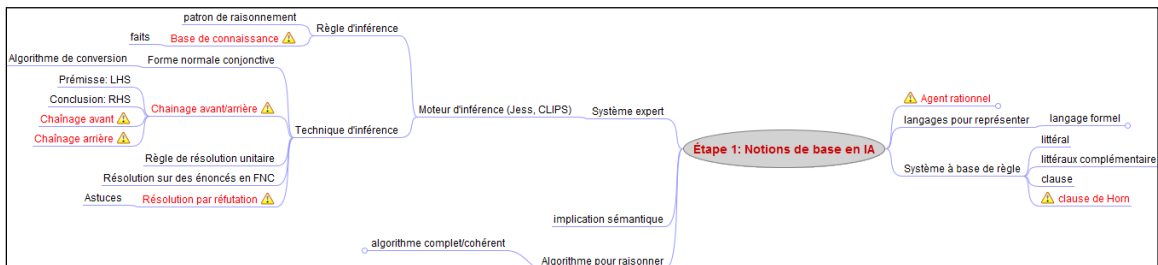 patron de raisonnement
Règle d'inférence
faits
Base de connaissance
Algorithme de conversion
Forme normale conjonctive
Prémisse: LHS
Conclusion: RHS
Chainage avant/arrière
Chaînage avant
Chaînage arrière
Technique d'inférence
Règle de résolution unitaire
Résolution sur des énoncés en FNC
Astuces
Résolution par réfutation
Moteur d'inférence (Jess, CLIPS)
Système expert
implication sémantique
algorithme complet/cohérent
Algorithme pour raisonner
Étape 1: Notions de base en IA
Agent rationnel
langages pour représenter
langage formel
Système à base de règle
littéral
littéraux complémentaire
clause
clause de Horn